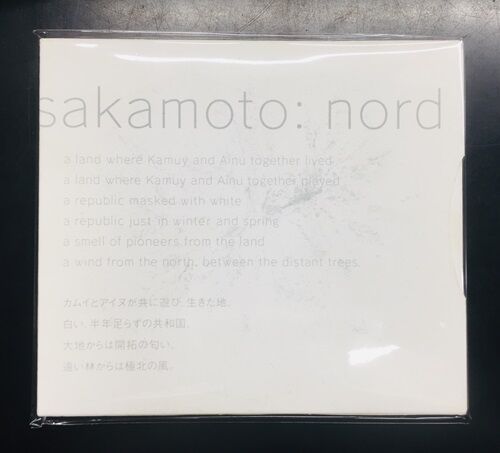 sakamoto: nord
a land where Kamuy and Ainu together lived
a land where Kamuy and Ainu together played
a republic masked with white
a republic just in winter and spring
a smell of pioneers from the land
a wind from the north, between the distant trees.
カムイとアイヌが共に遊び、生きた地。
白い、半年足らずの共和国。
大地からは開拓の匂い。
遠い林からは極北の風。